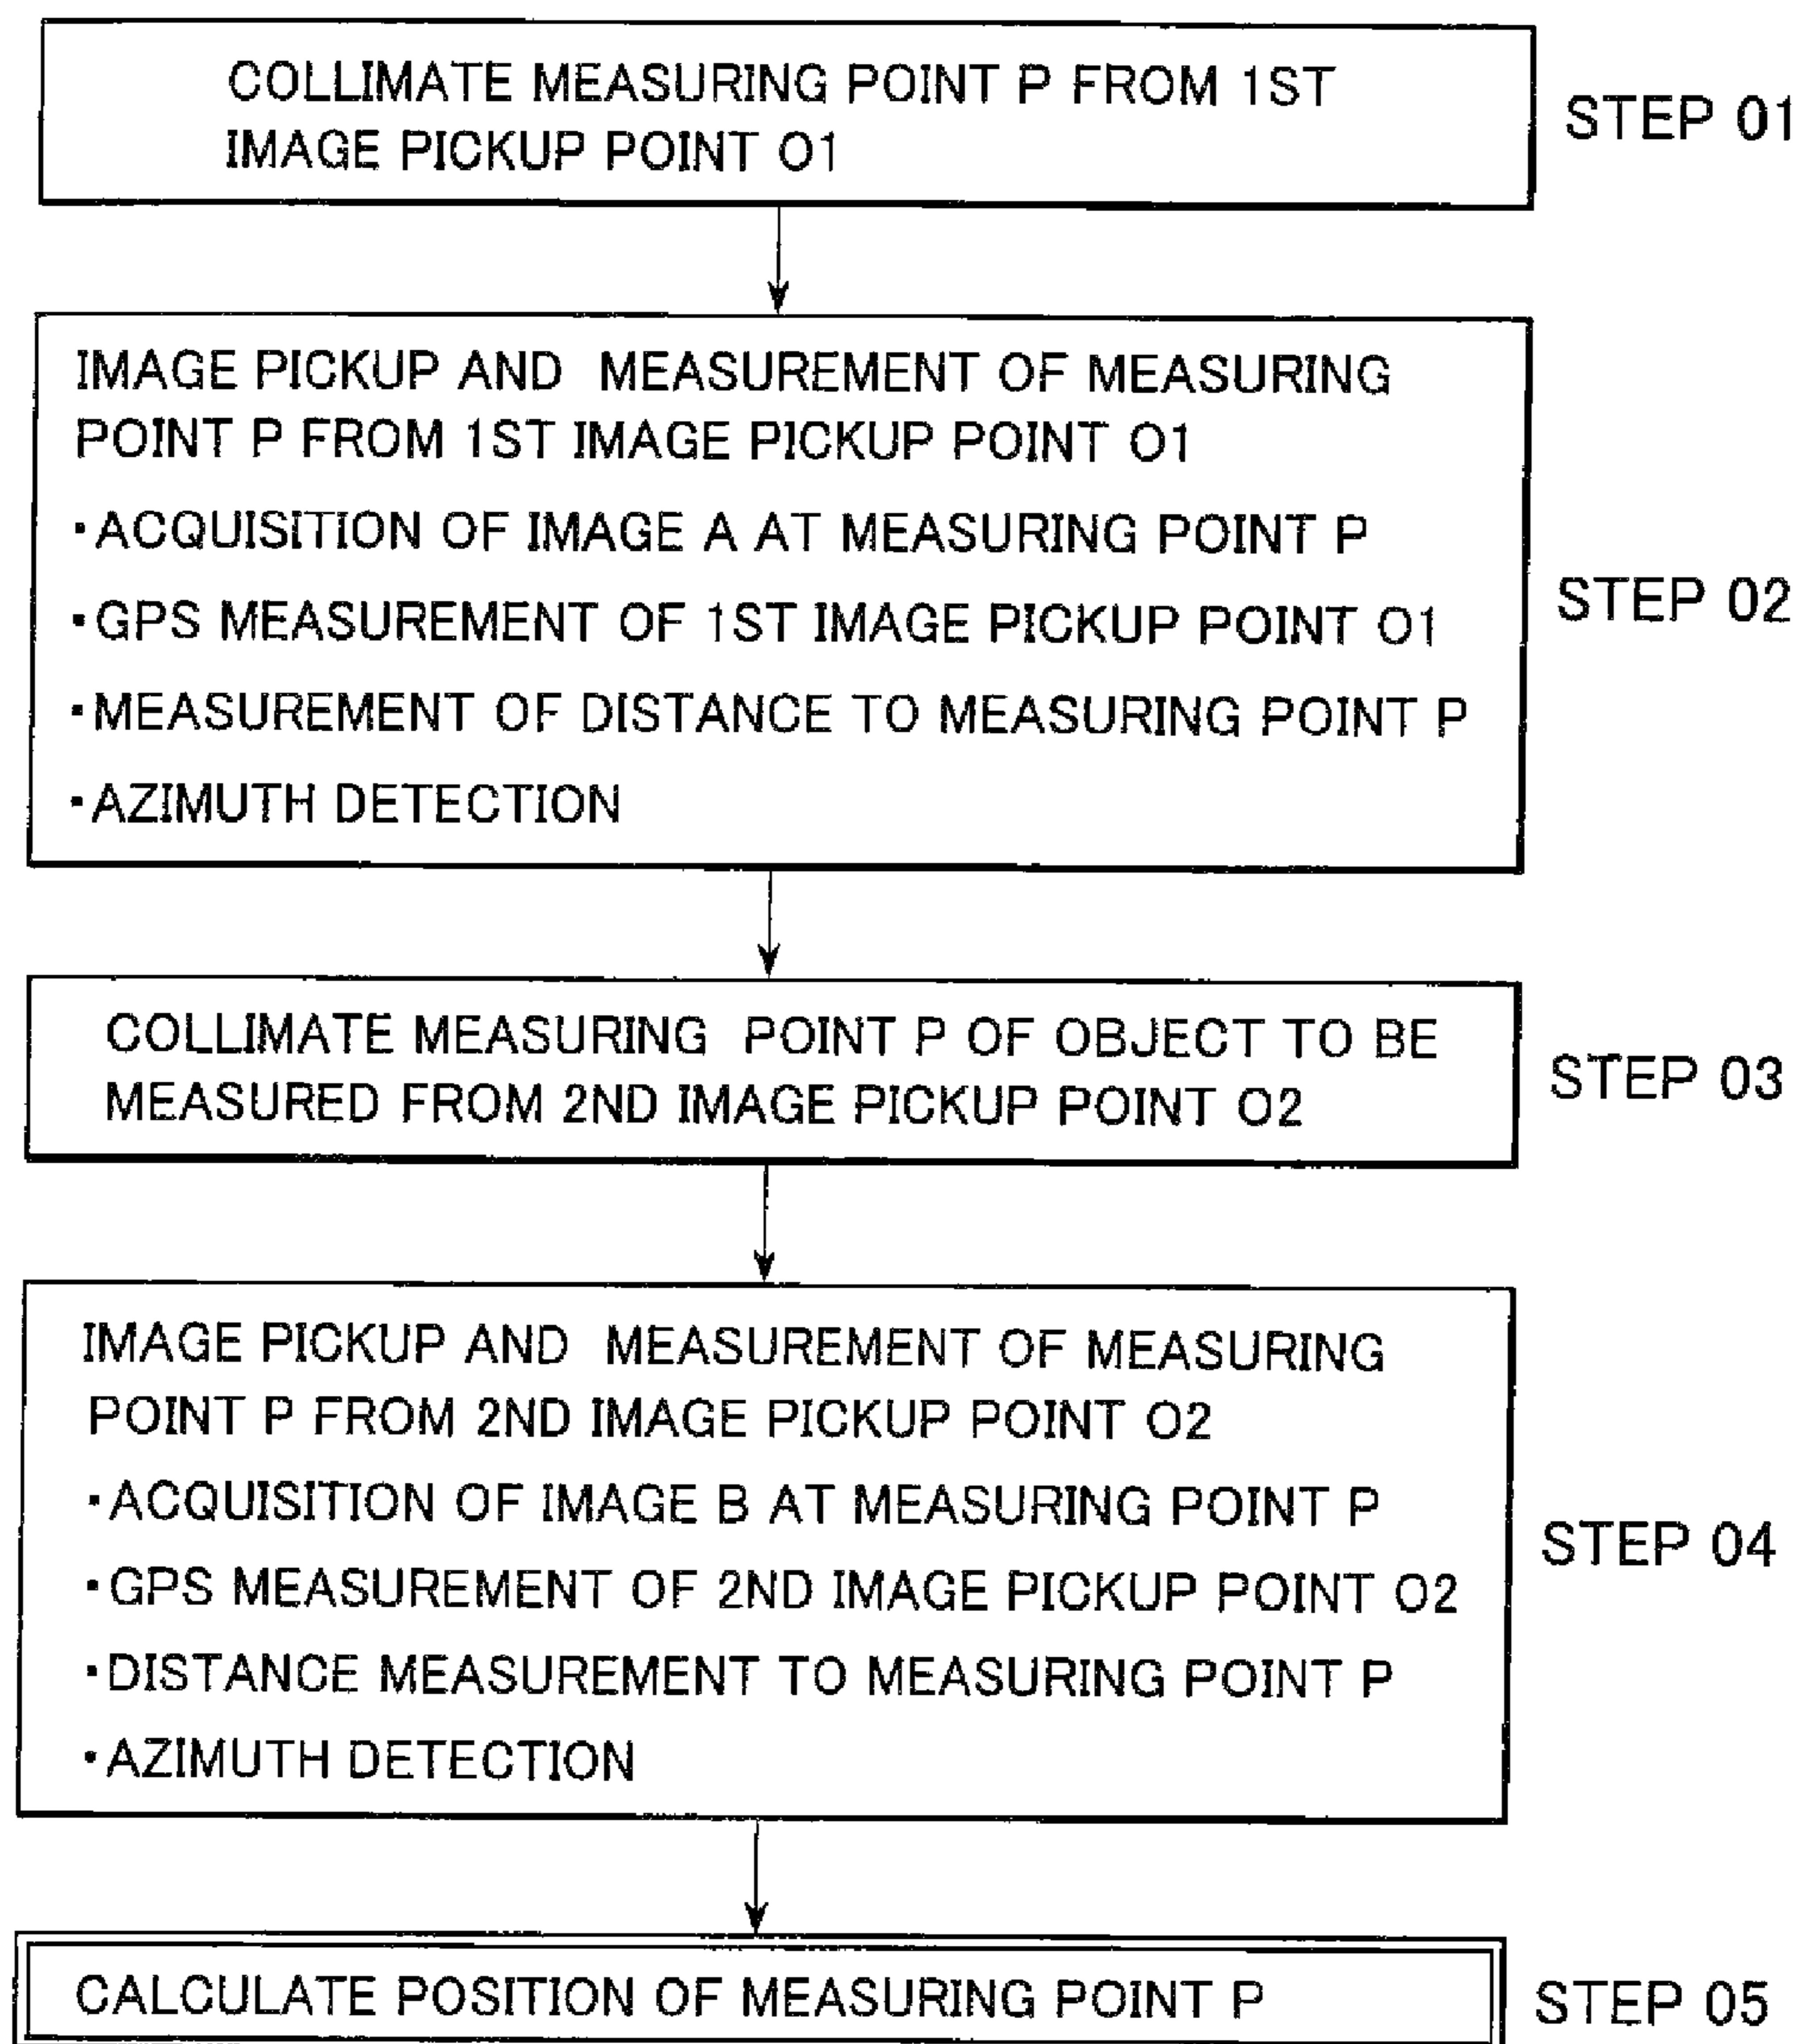 COLLIMATE MEASURING POINT P FROM 1ST
IMAGE PICKUP POINT O1
STEP 01
IMAGE PICKUP AND MEASUREMENT OF MEASURING
POINT P FROM 1ST IMAGE PICKUP POINT O1
・ACQUISITION OF IMAGE A AT MEASURING POINT P
・GPS MEASUREMENT OF 1ST IMAGE PICKUP POINT O1
・MEASUREMENT OF DISTANCE TO MEASURING POINT P
・AZIMUTH DETECTION
STEP 02
COLLIMATE MEASURING POINT P OF OBJECT TO BE
MEASURED FROM 2ND IMAGE PICKUP POINT O2
STEP 03
IMAGE PICKUP AND MEASUREMENT OF MEASURING
POINT P FROM 2ND IMAGE PICKUP POINT O2
・ACQUISITION OF IMAGE B AT MEASURING POINT P
・GPS MEASUREMENT OF 2ND IMAGE PICKUP POINT O2
・DISTANCE MEASUREMENT TO MEASURING POINT P
・AZIMUTH DETECTION
STEP 04
CALCULATE POSITION OF MEASURING POINT P
STEP 05